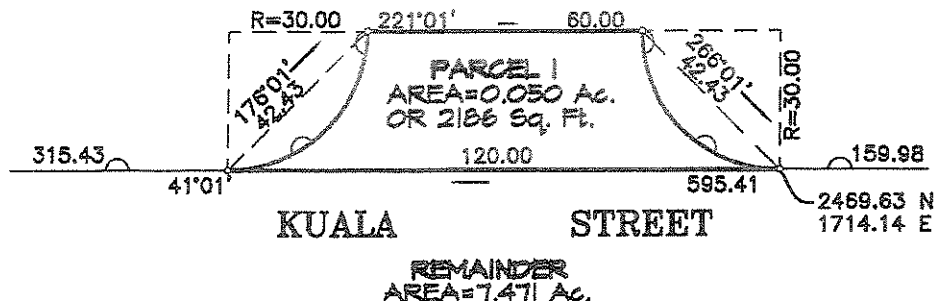 R=30.00
221°01' — 60.00
176°01'
42.43
266°01'
42.43
R=30.00
PARCEL 1
AREA=0.050 Ac.
OR 2186 Sq. Ft.
315.43
120.00
159.98
41°01'
595.41
2469.63 N
1714.14 E
KUALA STREET
REMAINDER
AREA=7.471 Ac.